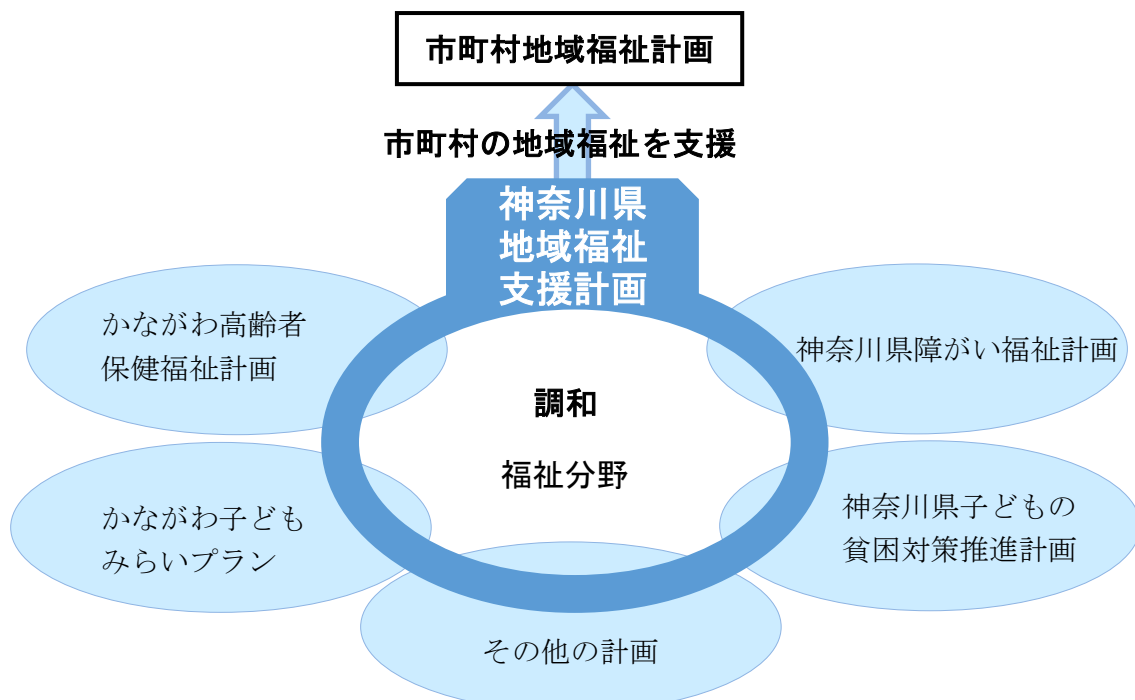 市町村地域福祉計画
市町村の地域福祉を支援
神奈川県
地域福祉
支援計画
かながわ高齢者
保健福祉計画
神奈川県障がい福祉計画
調和
福祉分野
かながわ子ども
みらいプラン
神奈川県子どもの
貧困対策推進計画
その他の計画